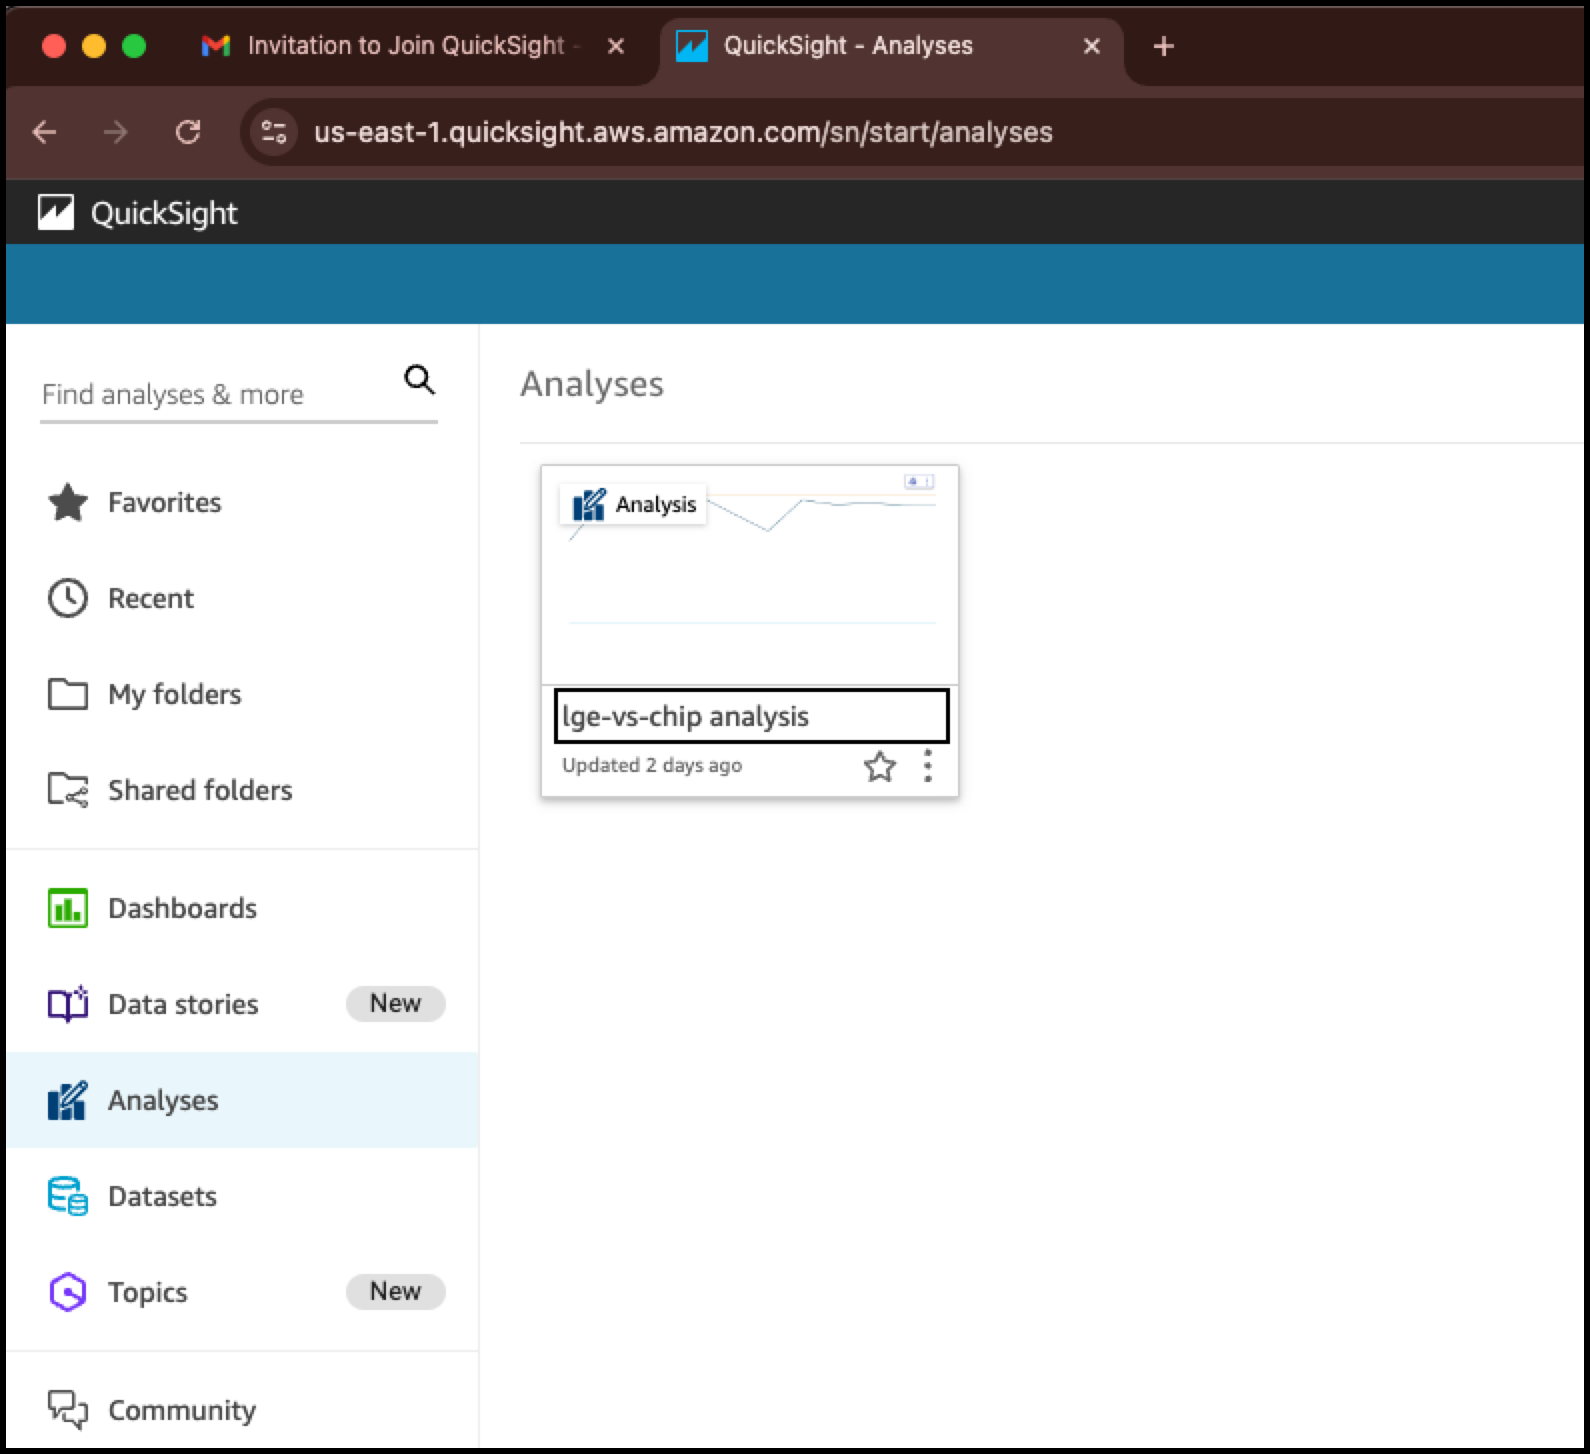 Invitation to Join QuickSight -
QuickSight - Analyses
us-east-1.quicksight.aws.amazon.com/sn/start/analyses
QuickSight
Find analyses & more
Favorites
Recent
My folders
Shared folders
Dashboards
Data stories New
Analyses
Datasets
Topics New
Community
Analyses
Analysis
lge-vs-chip analysis
Updated 2 days ago